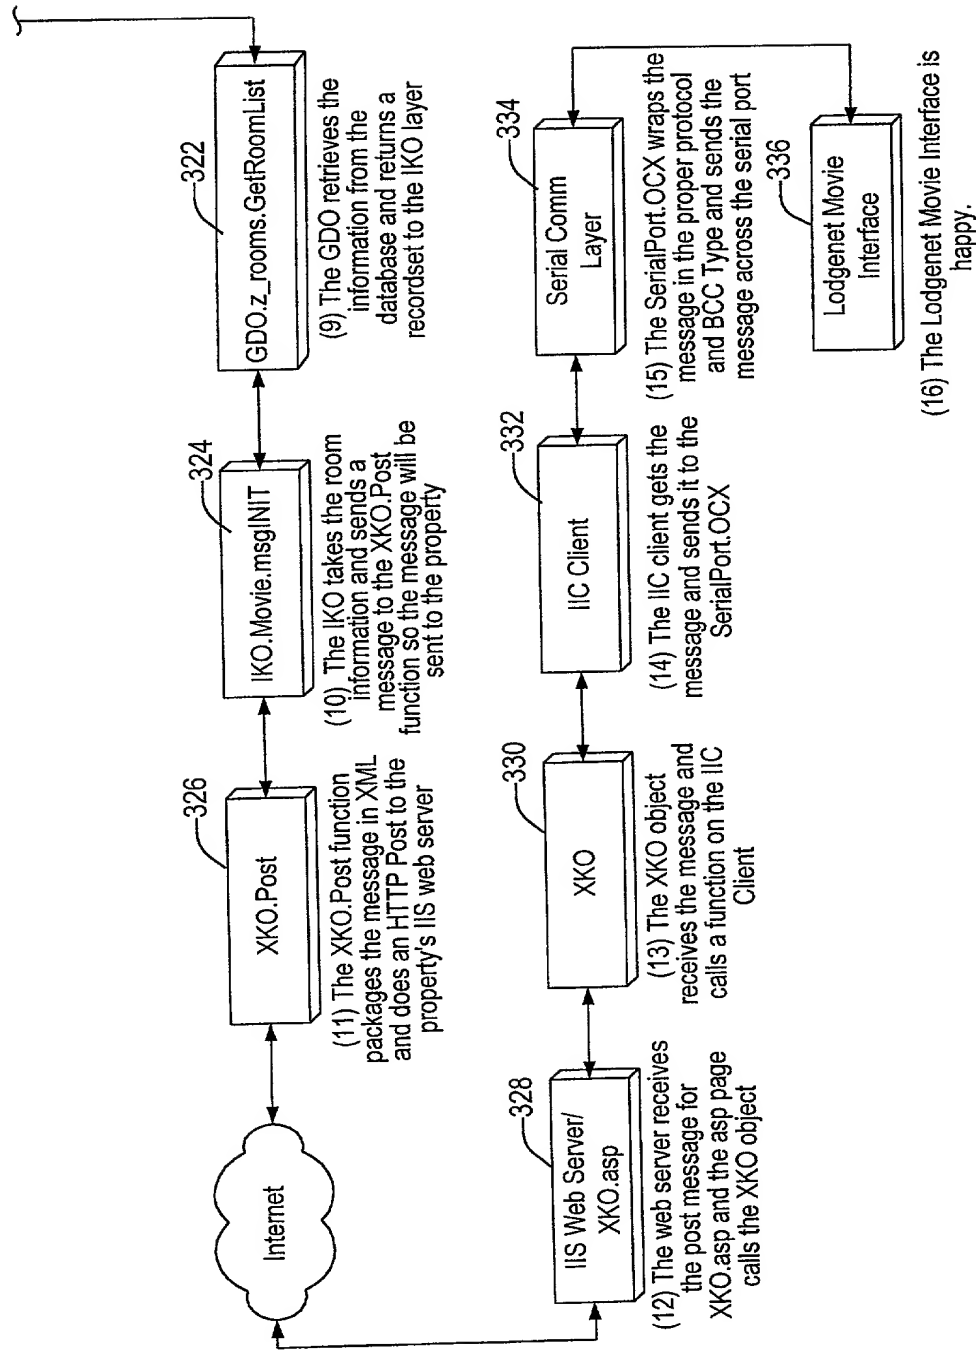 322
GDO.z_rooms.GetRoomList
(9) The GDO retrieves the
information from the
database and returns a
recordset to the IKO layer
324
IKO.Movie.msgINIT
(10) The IKO takes the room
information and sends a
message to the XKO.Post
function so the message will be
sent to the property
326
XKO.Post
(11) The XKO.Post function
packages the message in XML
and does an HTTP Post to the
property's IIS web server
Internet
328
IIS Web Server/
XKO.asp
(12) The web server receives
the post message for
XKO.asp and the asp page
calls the XKO object
330
XKO
(13) The XKO object
receives the message and
calls a function on the IIC
Client
332
IIC Client
(14) The IIC client gets the
message and sends it to the
SerialPort.OCX
334
Serial Comm
Layer
(15) The SerialPort.OCX wraps the
message in the proper protocol
and BCC Type and sends the
message across the serial port
336
Lodgenet Movie
Interface
(16) The Lodgenet Movie Interface is
happy.